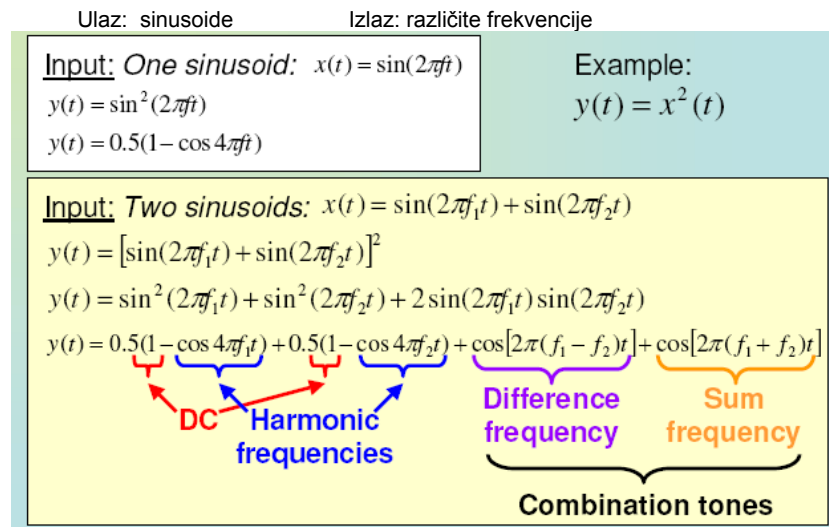 Ulaz:  sinusoide Izlaz: različite frekvencije
Input: One sinusoid: x(t) = sin(2πft)
y(t) = sin²(2πft)
y(t) = 0.5(1 − cos 4πft)
Example:
y(t) = x²(t)
Input: Two sinusoids: x(t) = sin(2πf₁t) + sin(2πf₂t)
y(t) = [sin(2πf₁t) + sin(2πf₂t)]²
y(t) = sin²(2πf₁t) + sin²(2πf₂t) + 2 sin(2πf₁t) sin(2πf₂t)
y(t) = 0.5(1 − cos 4πf₁t) + 0.5(1 − cos 4πf₂t) + cos[2π(f₁ − f₂)t] + cos[2π(f₁ + f₂)t]
DC
Harmonic
frequencies
Difference
frequency
Sum
frequency
Combination tones